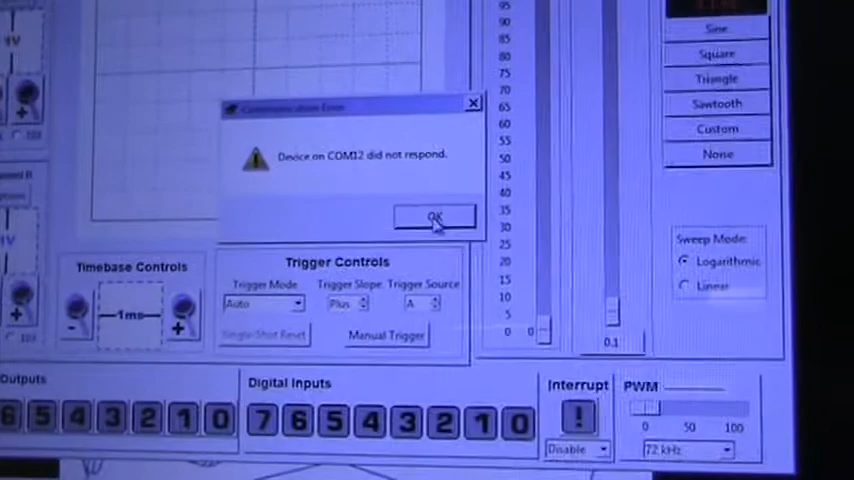 1V
95
90
85
80
75
70
65
60
55
50
45
40
35
30
25
20
15
10
5
0
0
0.1
Sine
Square
Triangle
Sawtooth
Custom
None
Communication Error
Device on COM12 did not respond.
OK
1V
Timebase Controls
1ms
Trigger Controls
Trigger Mode Trigger Slope Trigger Source
Auto Plus A
Single-Shot Reset Manual Trigger
Sweep Mode:
Logarithmic
Linear
Outputs
6 5 4 3 2 1 0
Digital Inputs
7 6 5 4 3 2 1 0
Interrupt
!
Disable
PWM
0 50 100
72 kHz